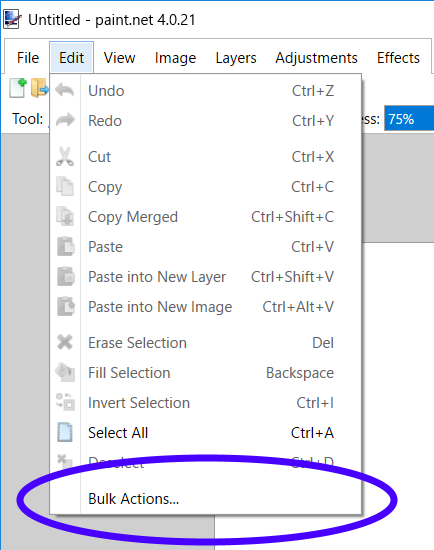 Untitled - paint.net 4.0.21
File Edit View Image Layers Adjustments Effects
Tool: ess: 75%
Undo Ctrl+Z
Redo Ctrl+Y
Cut Ctrl+X
Copy Ctrl+C
Copy Merged Ctrl+Shift+C
Paste Ctrl+V
Paste into New Layer Ctrl+Shift+V
Paste into New Image Ctrl+Alt+V
Erase Selection Del
Fill Selection Backspace
Invert Selection Ctrl+I
Select All Ctrl+A
Deselect Ctrl+D
Bulk Actions...